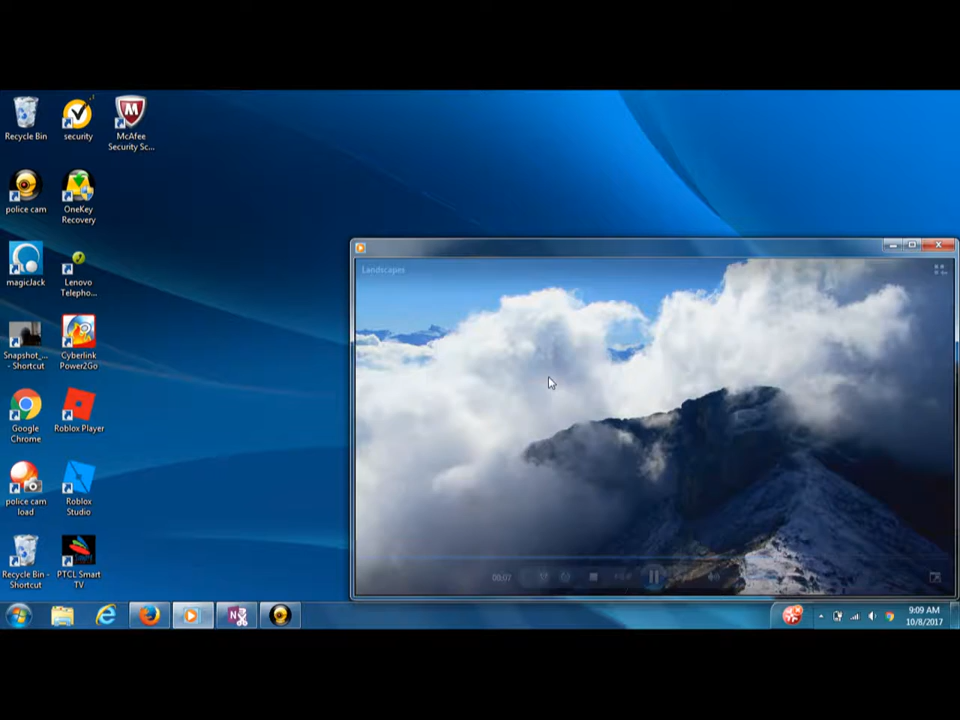 Recycle Bin
security
McAfee
Security Sc...
police cam
OneKey
Recovery
magicJack
Lenovo
Telepho...
Snapshot_...
- Shortcut
Cyberlink
Power2Go
Google
Chrome
Roblox Player
police cam
load
Roblox
Studio
Recycle Bin -
Shortcut
PTCL Smart
TV
Landscapes
00:07
9:09 AM
10/8/2017